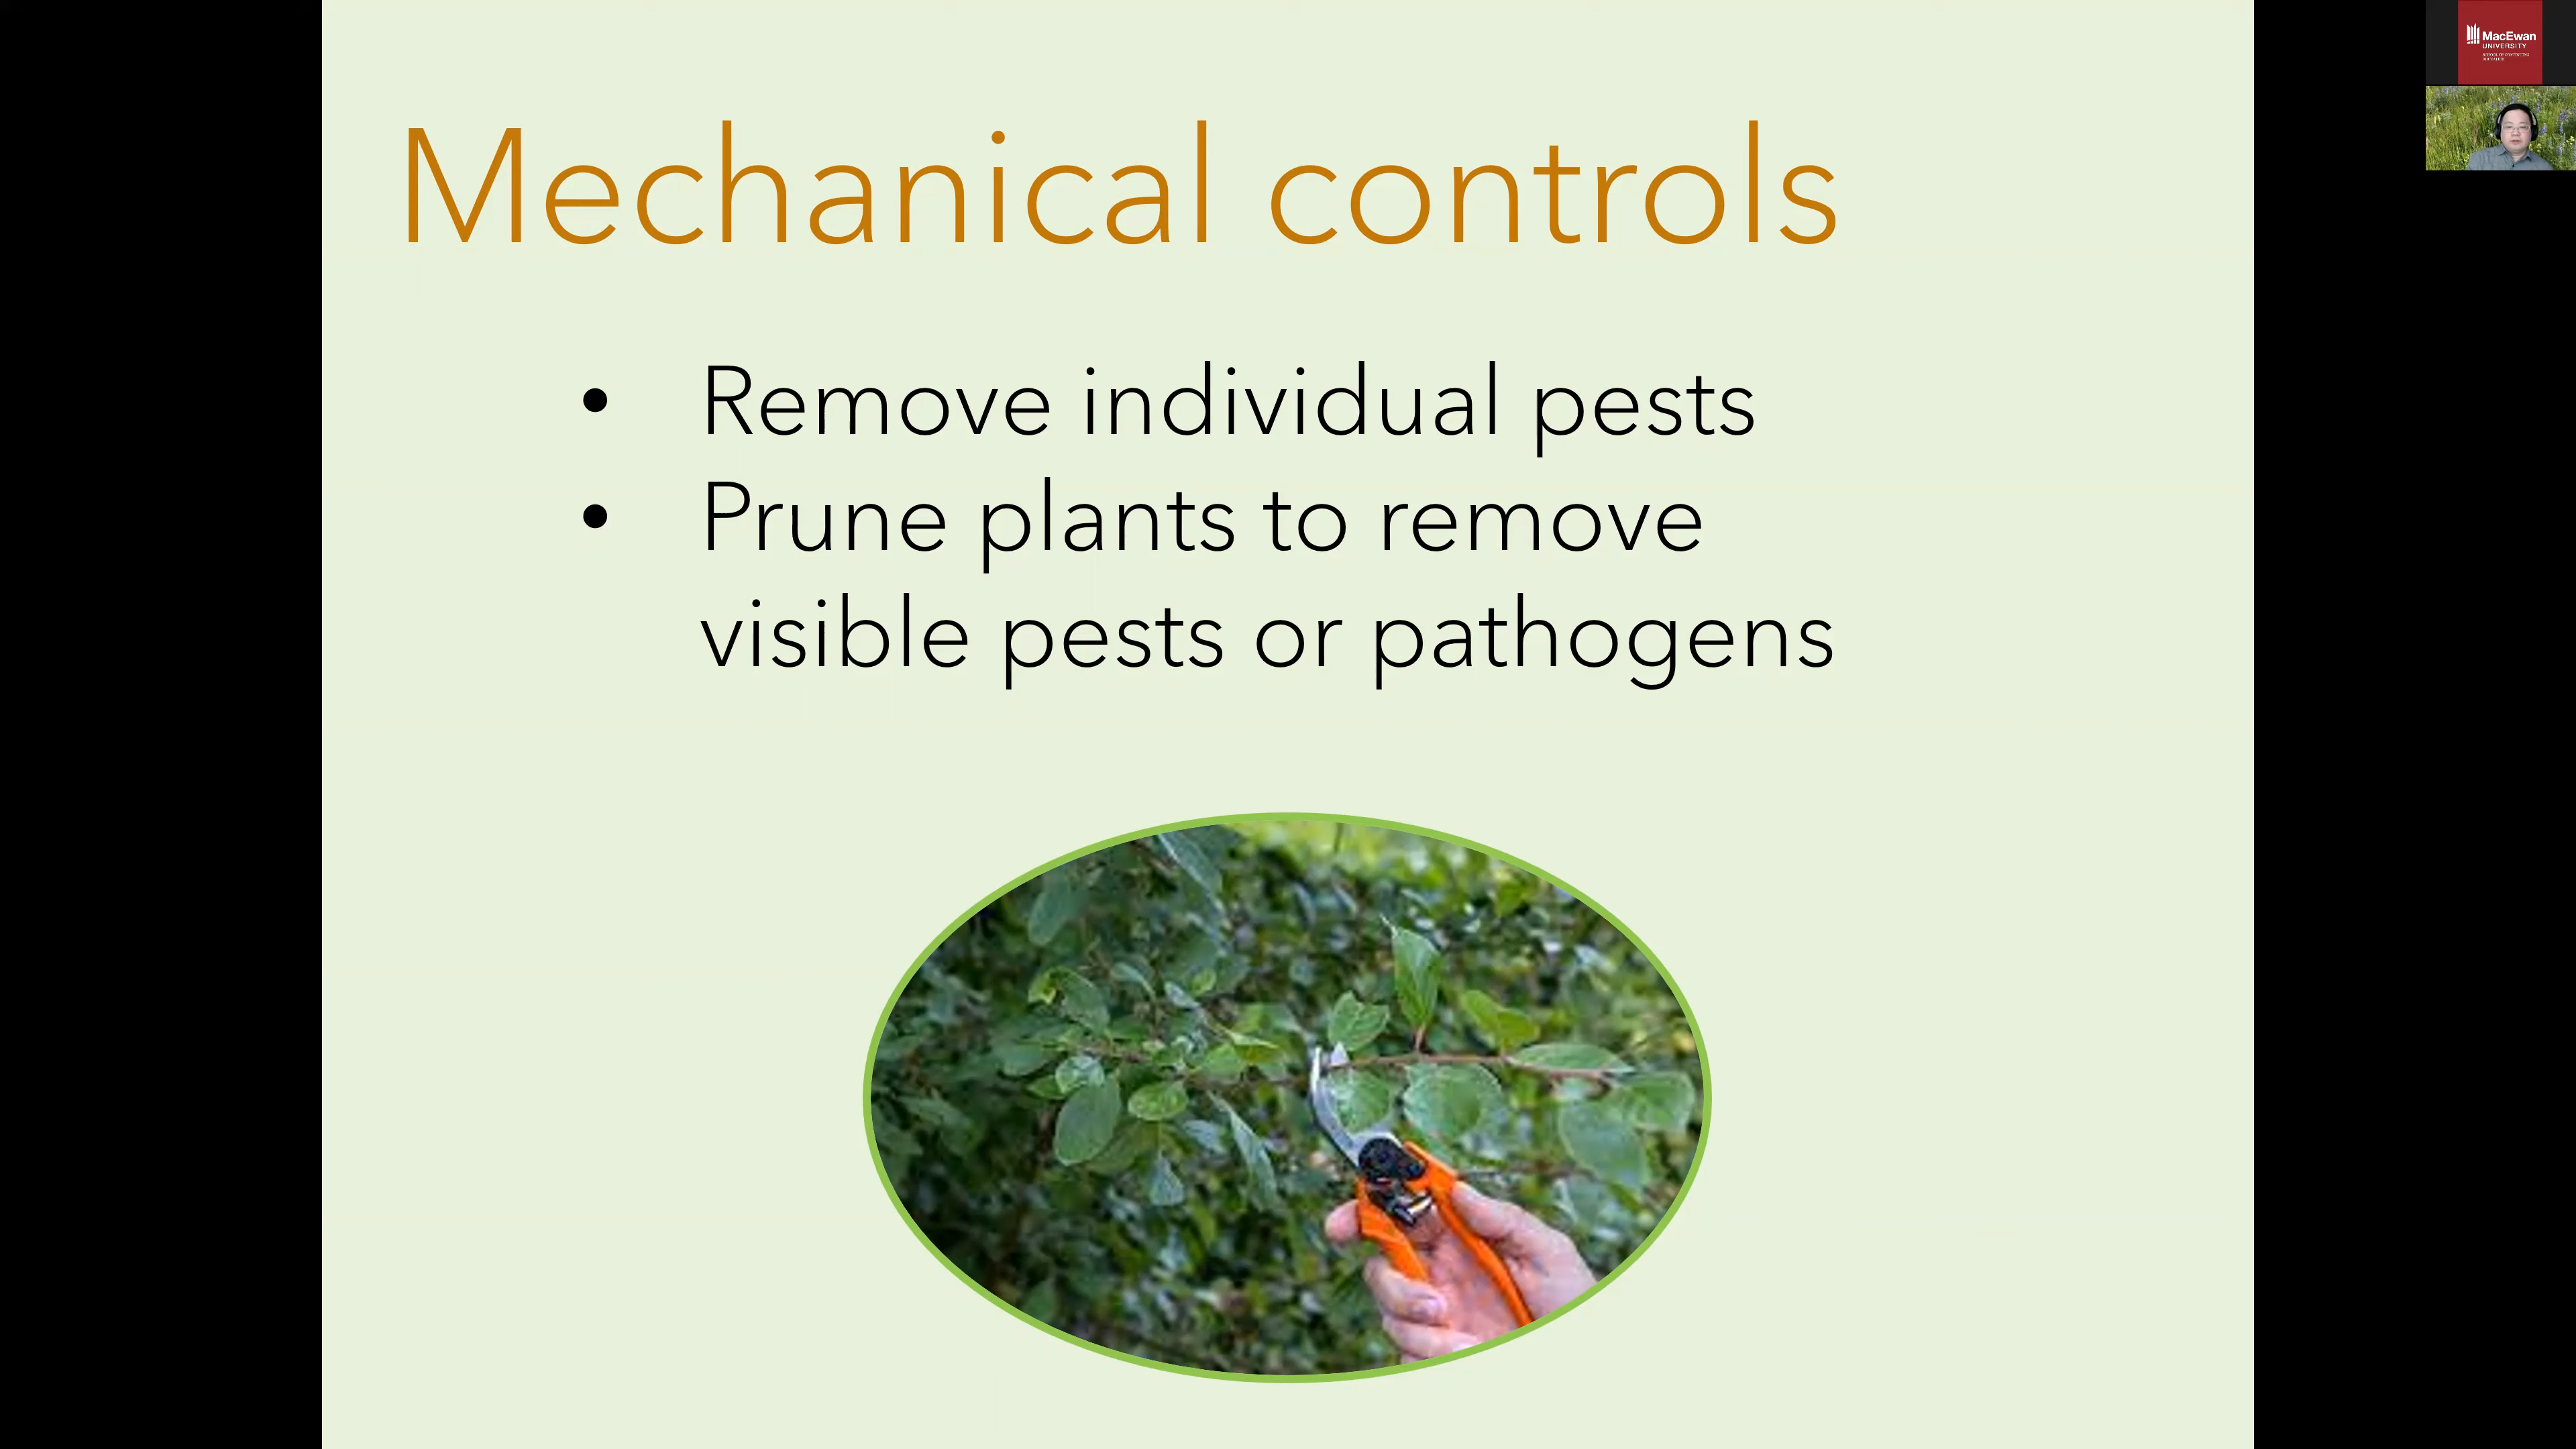 Mechanical controls
• Remove individual pests
• Prune plants to remove
visible pests or pathogens
MacEwan
UNIVERSITY